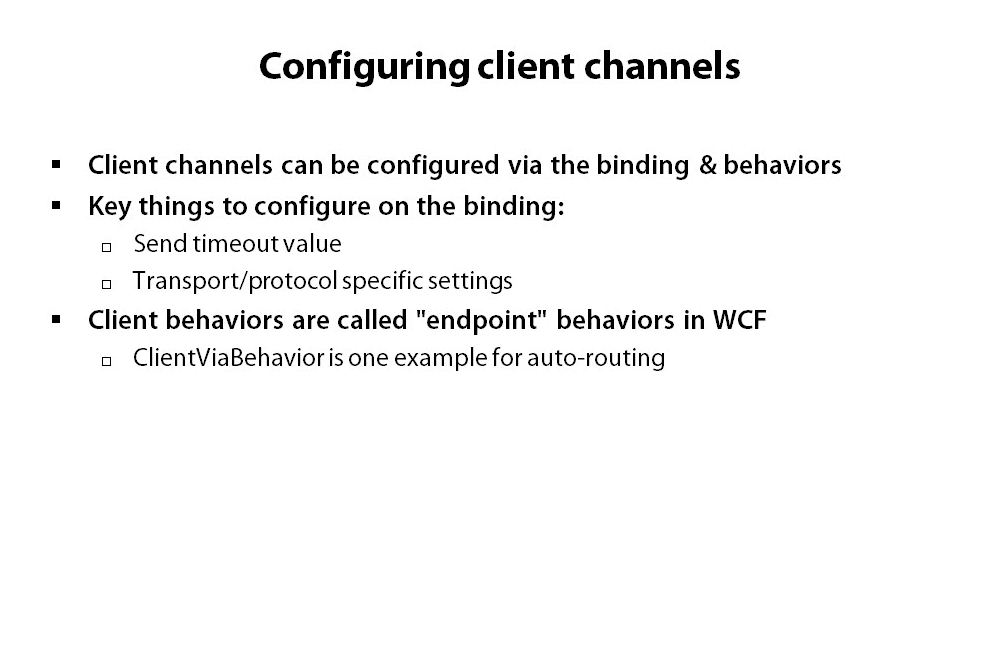 Configuring client channels
Client channels can be configured via the binding & behaviors
Key things to configure on the binding:
Send timeout value
Transport/protocol specific settings
Client behaviors are called "endpoint" behaviors in WCF
ClientViaBehavior is one example for auto-routing